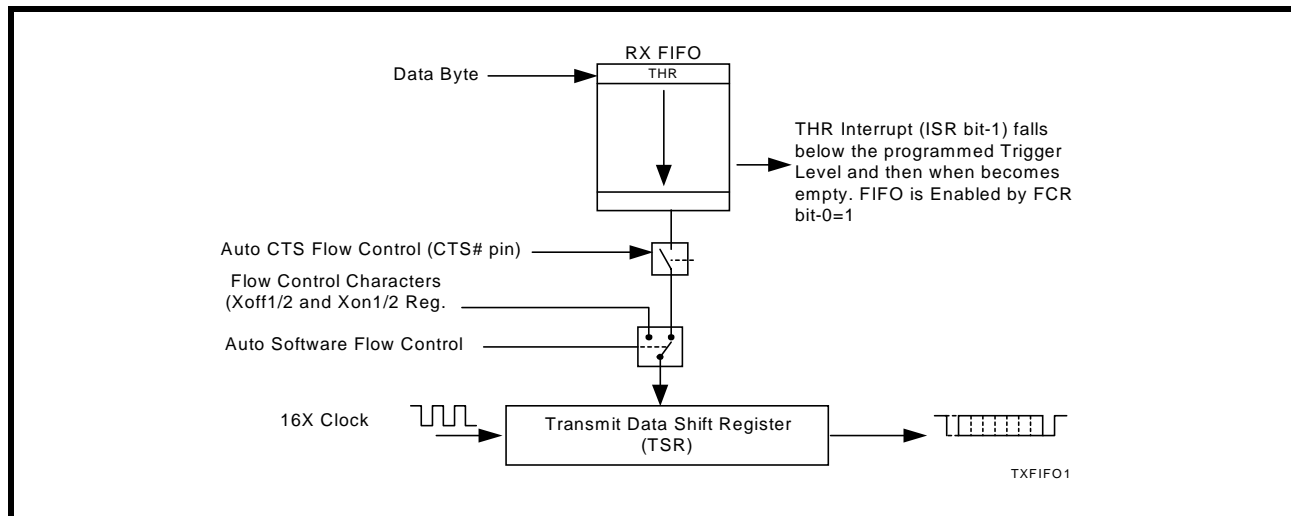 RX FIFO
THR
Data Byte
THR Interrupt (ISR bit-1) falls
below the programmed Trigger
Level and then when becomes
empty. FIFO is Enabled by FCR
bit-0=1
Auto CTS Flow Control (CTS# pin)
Flow Control Characters
(Xoff1/2 and Xon1/2 Reg.
Auto Software Flow Control
16X Clock
Transmit Data Shift Register
(TSR)
TXFIFO1